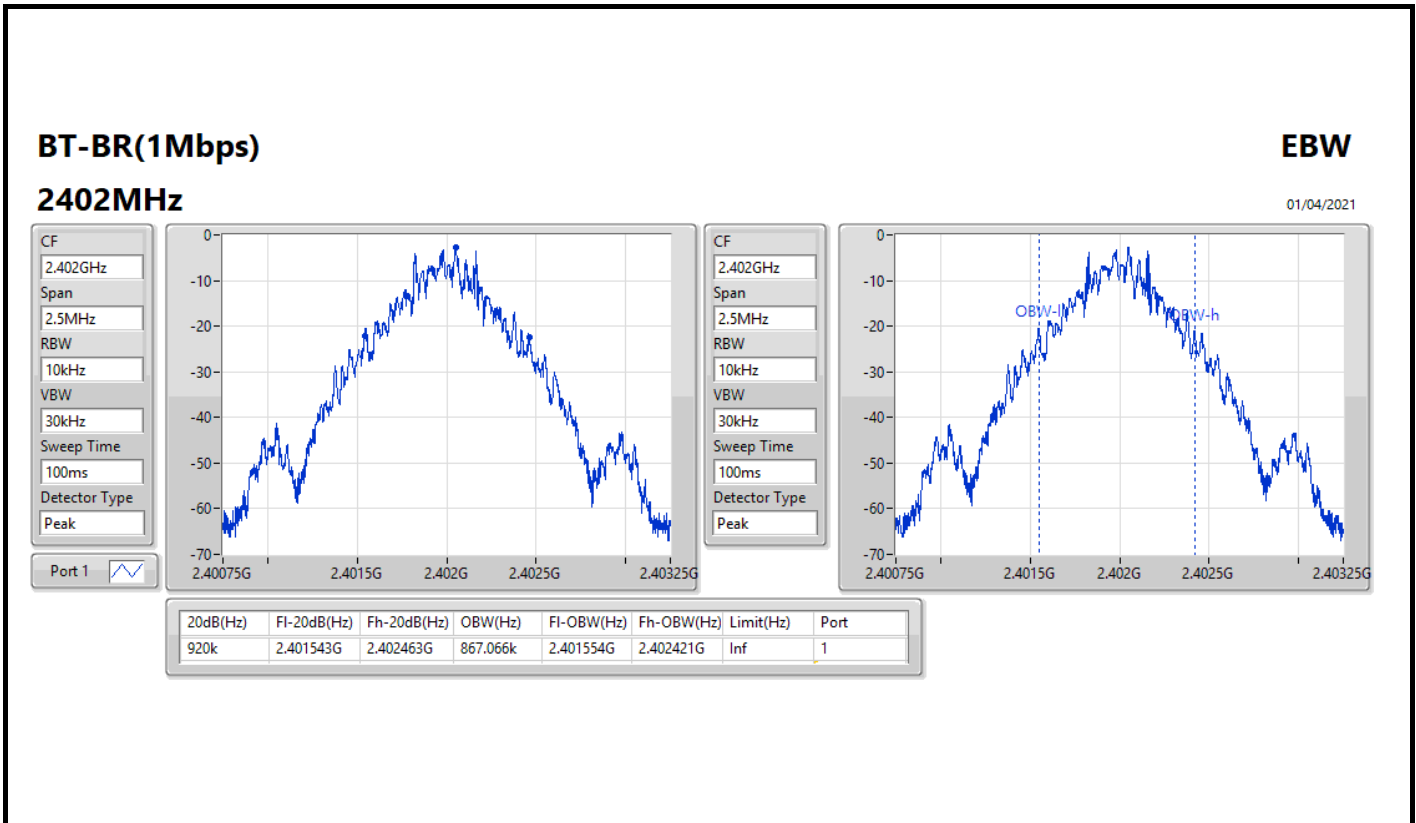 BT-BR(1Mbps)
EBW
2402MHz
01/04/2021
CF
2.402GHz
Span
2.5MHz
RBW
10kHz
VBW
30kHz
Sweep Time
100ms
Detector Type
Peak
Port 1
0
-10
-20
-30
-40
-50
-60
-70
2.40075G 2.4015G 2.402G 2.4025G 2.40325G
CF
2.402GHz
Span
2.5MHz
RBW
10kHz
VBW
30kHz
Sweep Time
100ms
Detector Type
Peak
0
-10
-20
-30
-40
-50
-60
-70
OBW-l
OBW-h
2.40075G 2.4015G 2.402G 2.4025G 2.40325G
20dB(Hz) Fl-20dB(Hz) Fh-20dB(Hz) OBW(Hz) Fl-OBW(Hz) Fh-OBW(Hz) Limit(Hz) Port
920k 2.401543G 2.402463G 867.066k 2.401554G 2.402421G Inf 1